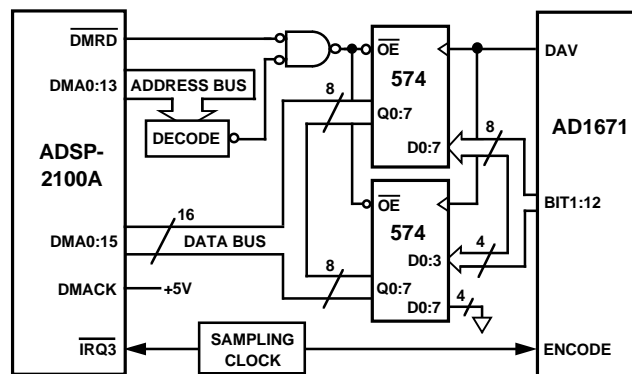 DMRD
DMA0:13
ADDRESS BUS
DECODE
ADSP-
2100A
DMA0:15
16
DATA BUS
DMACK
+5V
IRQ3
SAMPLING
CLOCK
8
8
OE
574
Q0:7
D0:7
OE
574
D0:3
Q0:7
D0:7
8
4
4
DAV
AD1671
BIT1:12
ENCODE